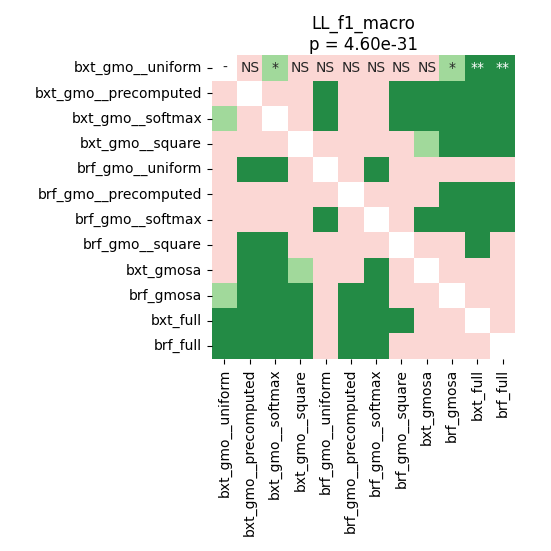 LL_f1_macro
p = 4.60e-31
bxt_gmo__uniform - NS * NS NS NS NS NS NS * ** **
bxt_gmo__precomputed
bxt_gmo__softmax
bxt_gmo__square
brf_gmo__uniform
brf_gmo__precomputed
brf_gmo__softmax
brf_gmo__square
bxt_gmosa
brf_gmosa
bxt_full
brf_full
bxt_gmo__uniform
bxt_gmo__precomputed
bxt_gmo__softmax
bxt_gmo__square
brf_gmo__uniform
brf_gmo__precomputed
brf_gmo__softmax
brf_gmo__square
bxt_gmosa
brf_gmosa
bxt_full
brf_full